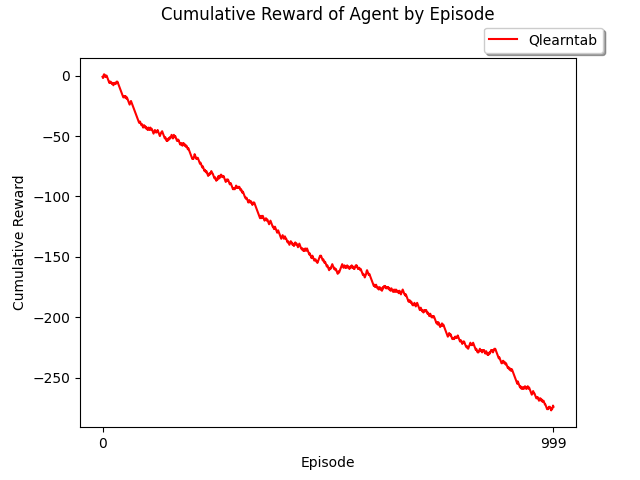 Cumulative Reward of Agent by Episode
Qlearntab
0
−50
−100
−150
−200
−250
Cumulative Reward
0
999
Episode